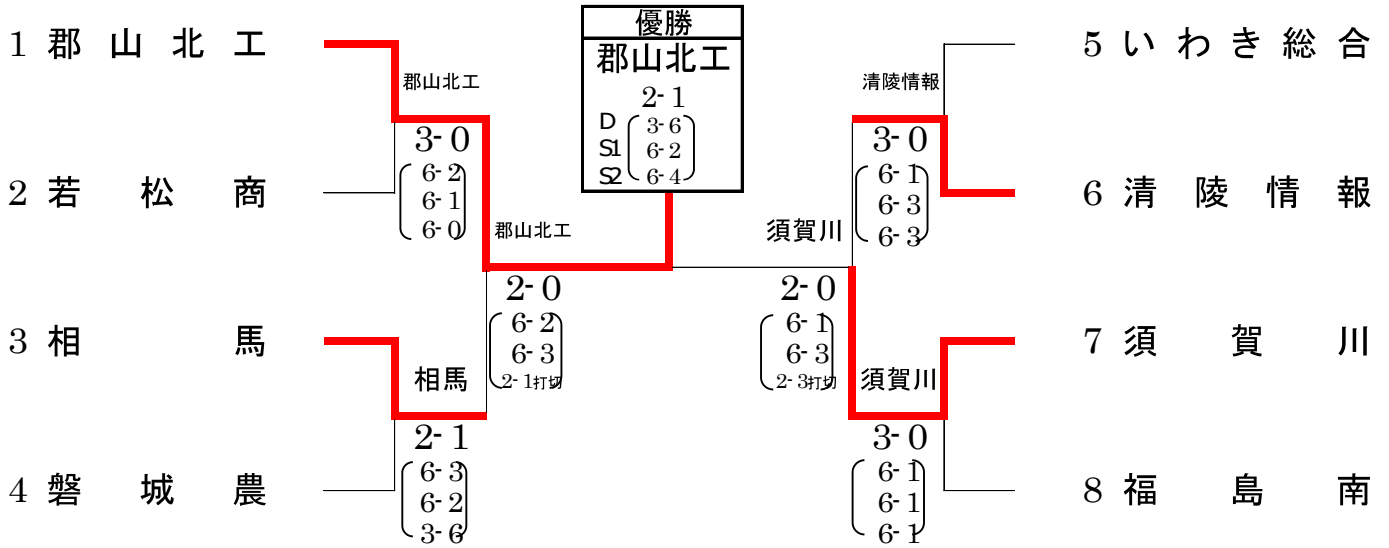 優勝
郡山北工
2-1
D 3-6
S1 6-2
S2 6-4
1 郡山北工
郡山北工
3-0
6-2
6-1
6-0
2 若松商
郡山北工
2-0
6-2
6-3
2-1打切
3 相馬
相馬
2-1
6-3
6-2
3-6
4 磐城農
5 いわき総合
清陵情報
3-0
6-1
6-3
6-3
6 清陵情報
須賀川
2-0
6-1
6-3
2-3打切
7 須賀川
須賀川
3-0
6-1
6-1
6-1
8 福島南